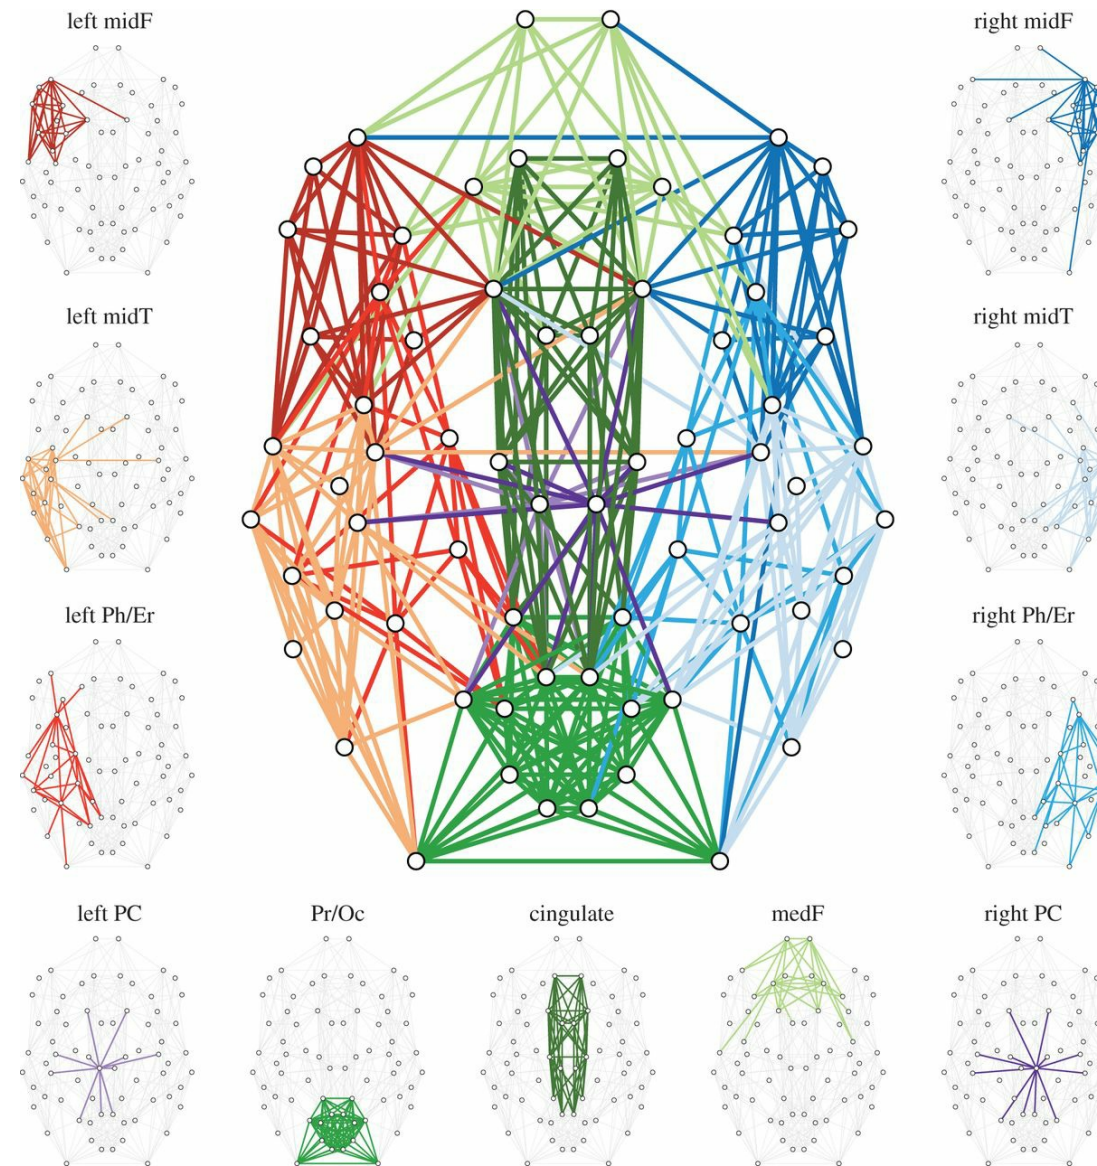 left midF
right midF
left midT
right midT
left Ph/Er
right Ph/Er
left PC
Pr/Oc
cingulate
medF
right PC